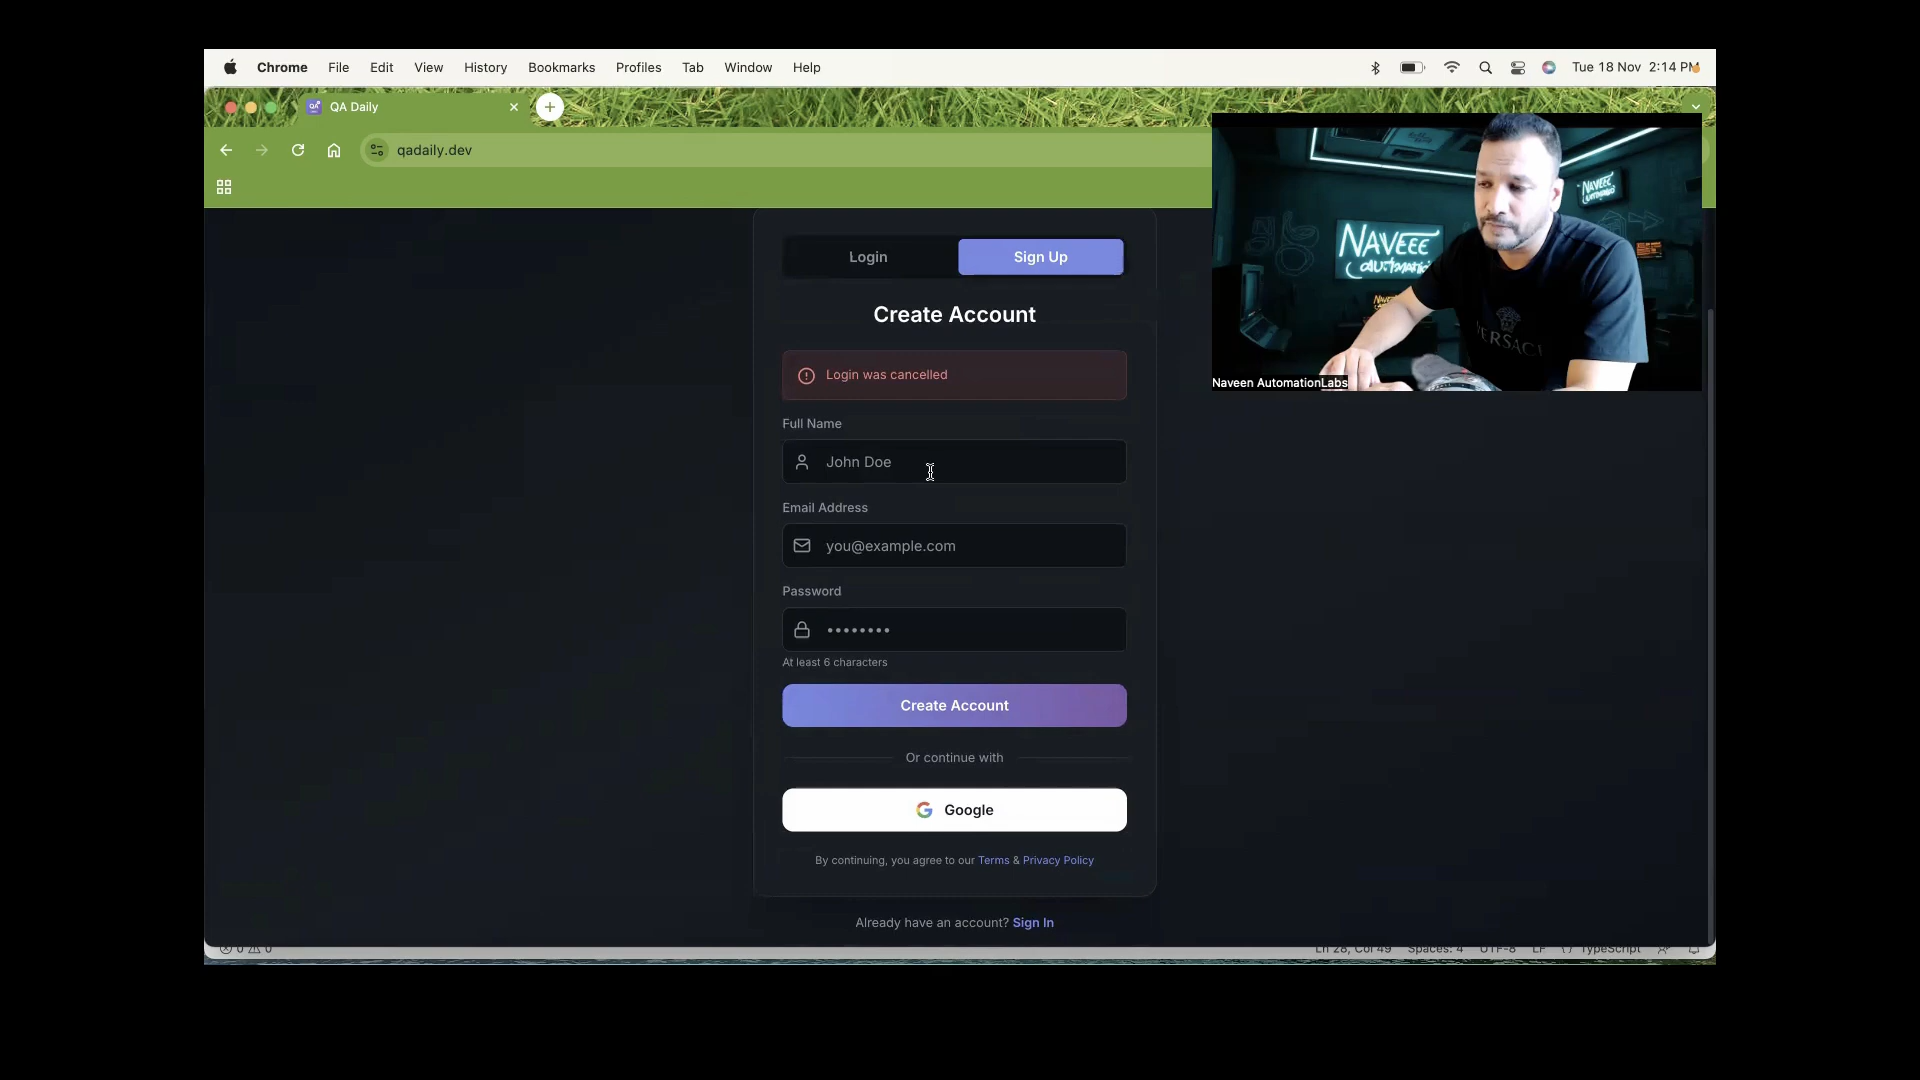 Chrome File Edit View History Bookmarks Profiles Tab Window Help
Tue 18 Nov 2:14 PM
QA Daily
qadaily.dev
NAVEEE
AUTOMATIO
Naveen AutomationLabs
Login
Sign Up
Create Account
Login was cancelled
Full Name
John Doe
Email Address
you@example.com
Password
At least 6 characters
Create Account
Or continue with
Google
By continuing, you agree to our Terms & Privacy Policy
Already have an account? Sign In
0 0
Ln 28, Col 49 Spaces: 4 UTF-8 LF TypeScript